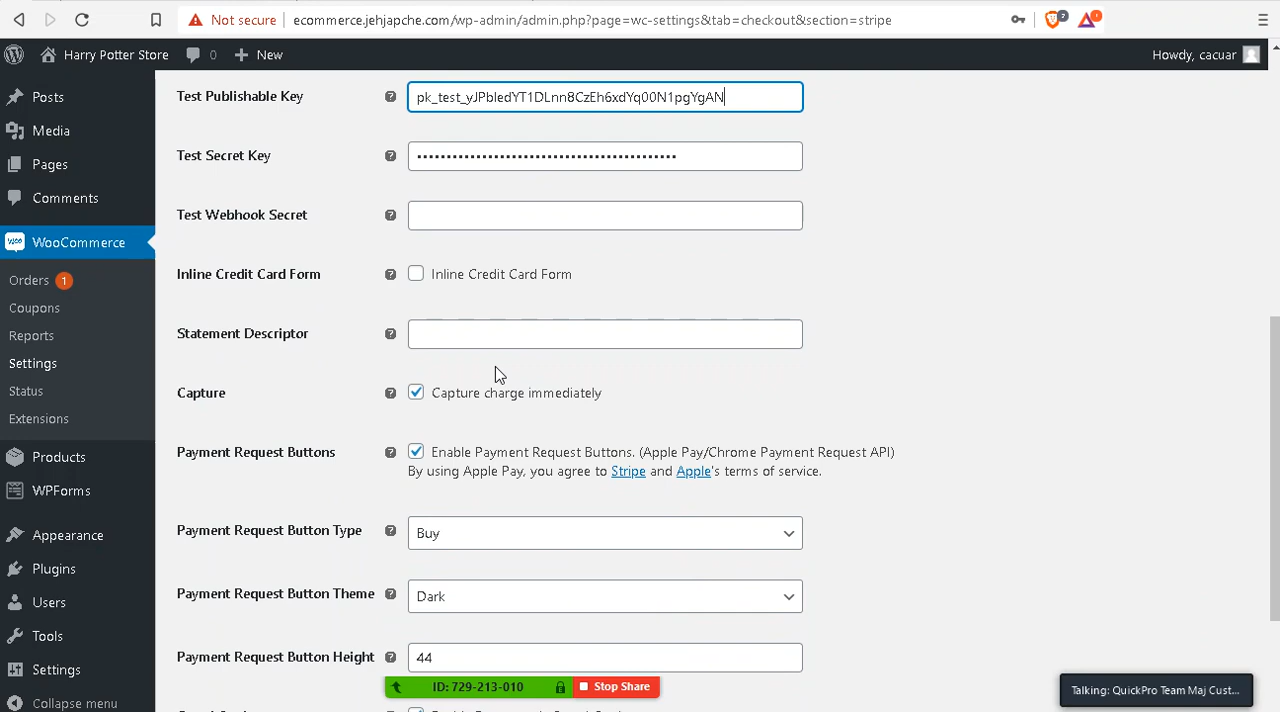 Not secure ecommerce.jehjapche.com/wp-admin/admin.php?page=wc-settings&tab=checkout&section=stripe 2 1
Harry Potter Store 0 New Howdy, cacuar
Posts
Media
Pages
Comments
WooCommerce
Orders 1
Coupons
Reports
Settings
Status
Extensions
Products
WPForms
Appearance
Plugins
Users
Tools
Settings
Collapse menu
Test Publishable Key pk_test_yJPbledYT1DLnn8CzEh6xdYq00N1pgYgAN
Test Secret Key
Test Webhook Secret
Inline Credit Card Form Inline Credit Card Form
Statement Descriptor
Capture Capture charge immediately
Payment Request Buttons Enable Payment Request Buttons. (Apple Pay/Chrome Payment Request API)
By using Apple Pay, you agree to Stripe and Apple's terms of service.
Payment Request Button Type Buy
Payment Request Button Theme Dark
Payment Request Button Height 44
ID: 729-213-010 Stop Share
Talking: QuickPro Team Maj Cust...